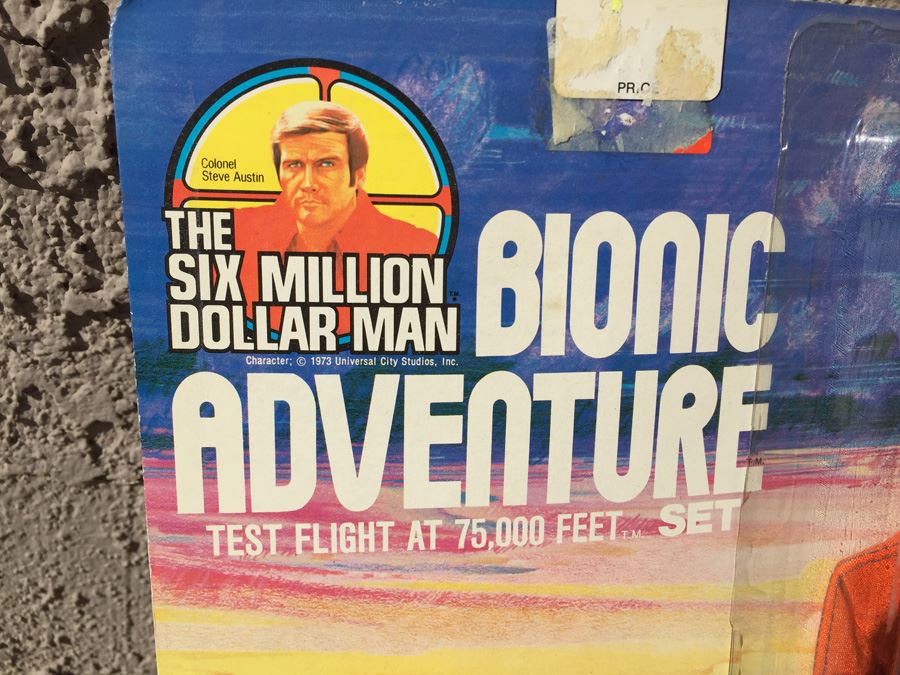 PRICE
Colonel
Steve Austin
THE
SIX MILLION
DOLLAR MAN
T.M.
Character: © 1973 Universal City Studios, Inc.
BIONIC
ADVENTURE
T.M.
TEST FLIGHT AT 75,000 FEET T.M. SET